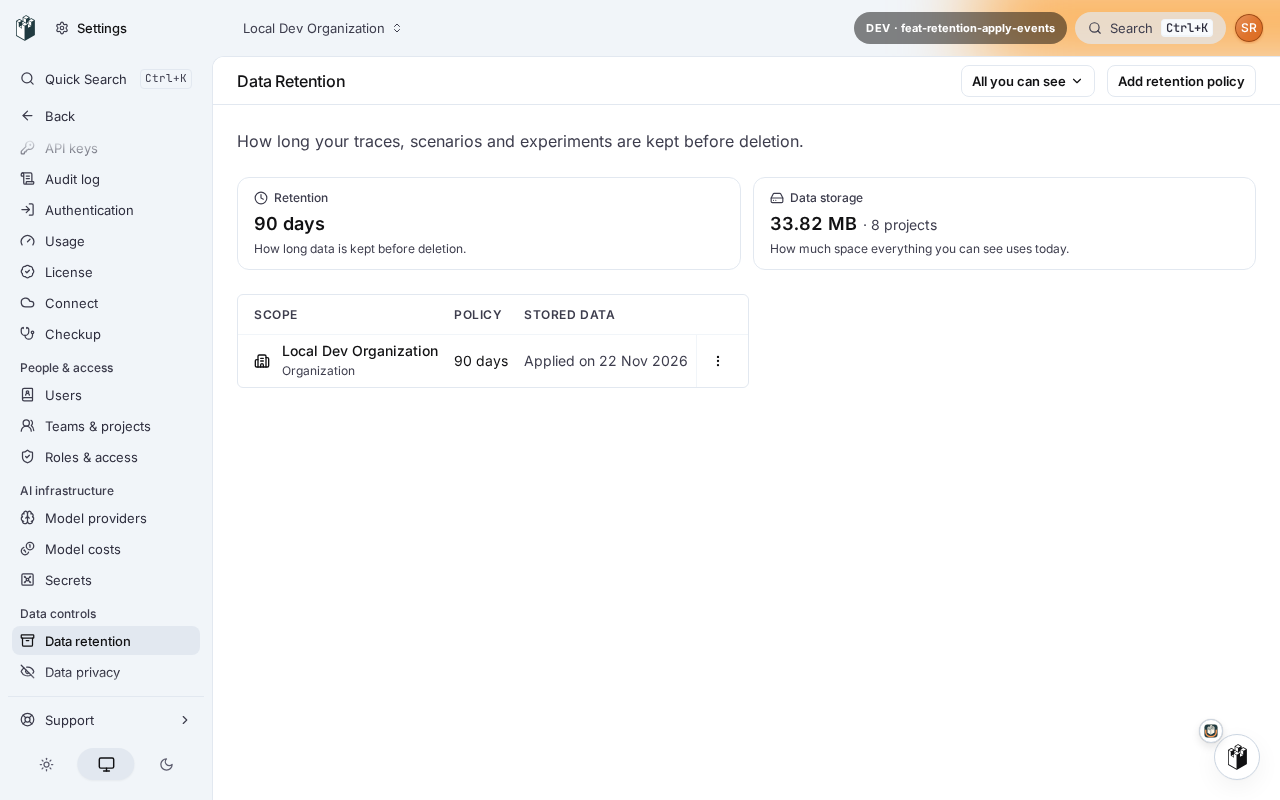 Settings
Local Dev Organization
DEV · feat-retention-apply-events
Search Ctrl+K
SR
Quick Search Ctrl+K
Back
API keys
Audit log
Authentication
Usage
License
Connect
Checkup
People & access
Users
Teams & projects
Roles & access
AI infrastructure
Model providers
Model costs
Secrets
Data controls
Data retention
Data privacy
Support
Data Retention
All you can see
Add retention policy
How long your traces, scenarios and experiments are kept before deletion.
Retention
90 days
How long data is kept before deletion.
Data storage
33.82 MB · 8 projects
How much space everything you can see uses today.
SCOPE POLICY STORED DATA
Local Dev Organization
Organization
90 days
Applied on 22 Nov 2026